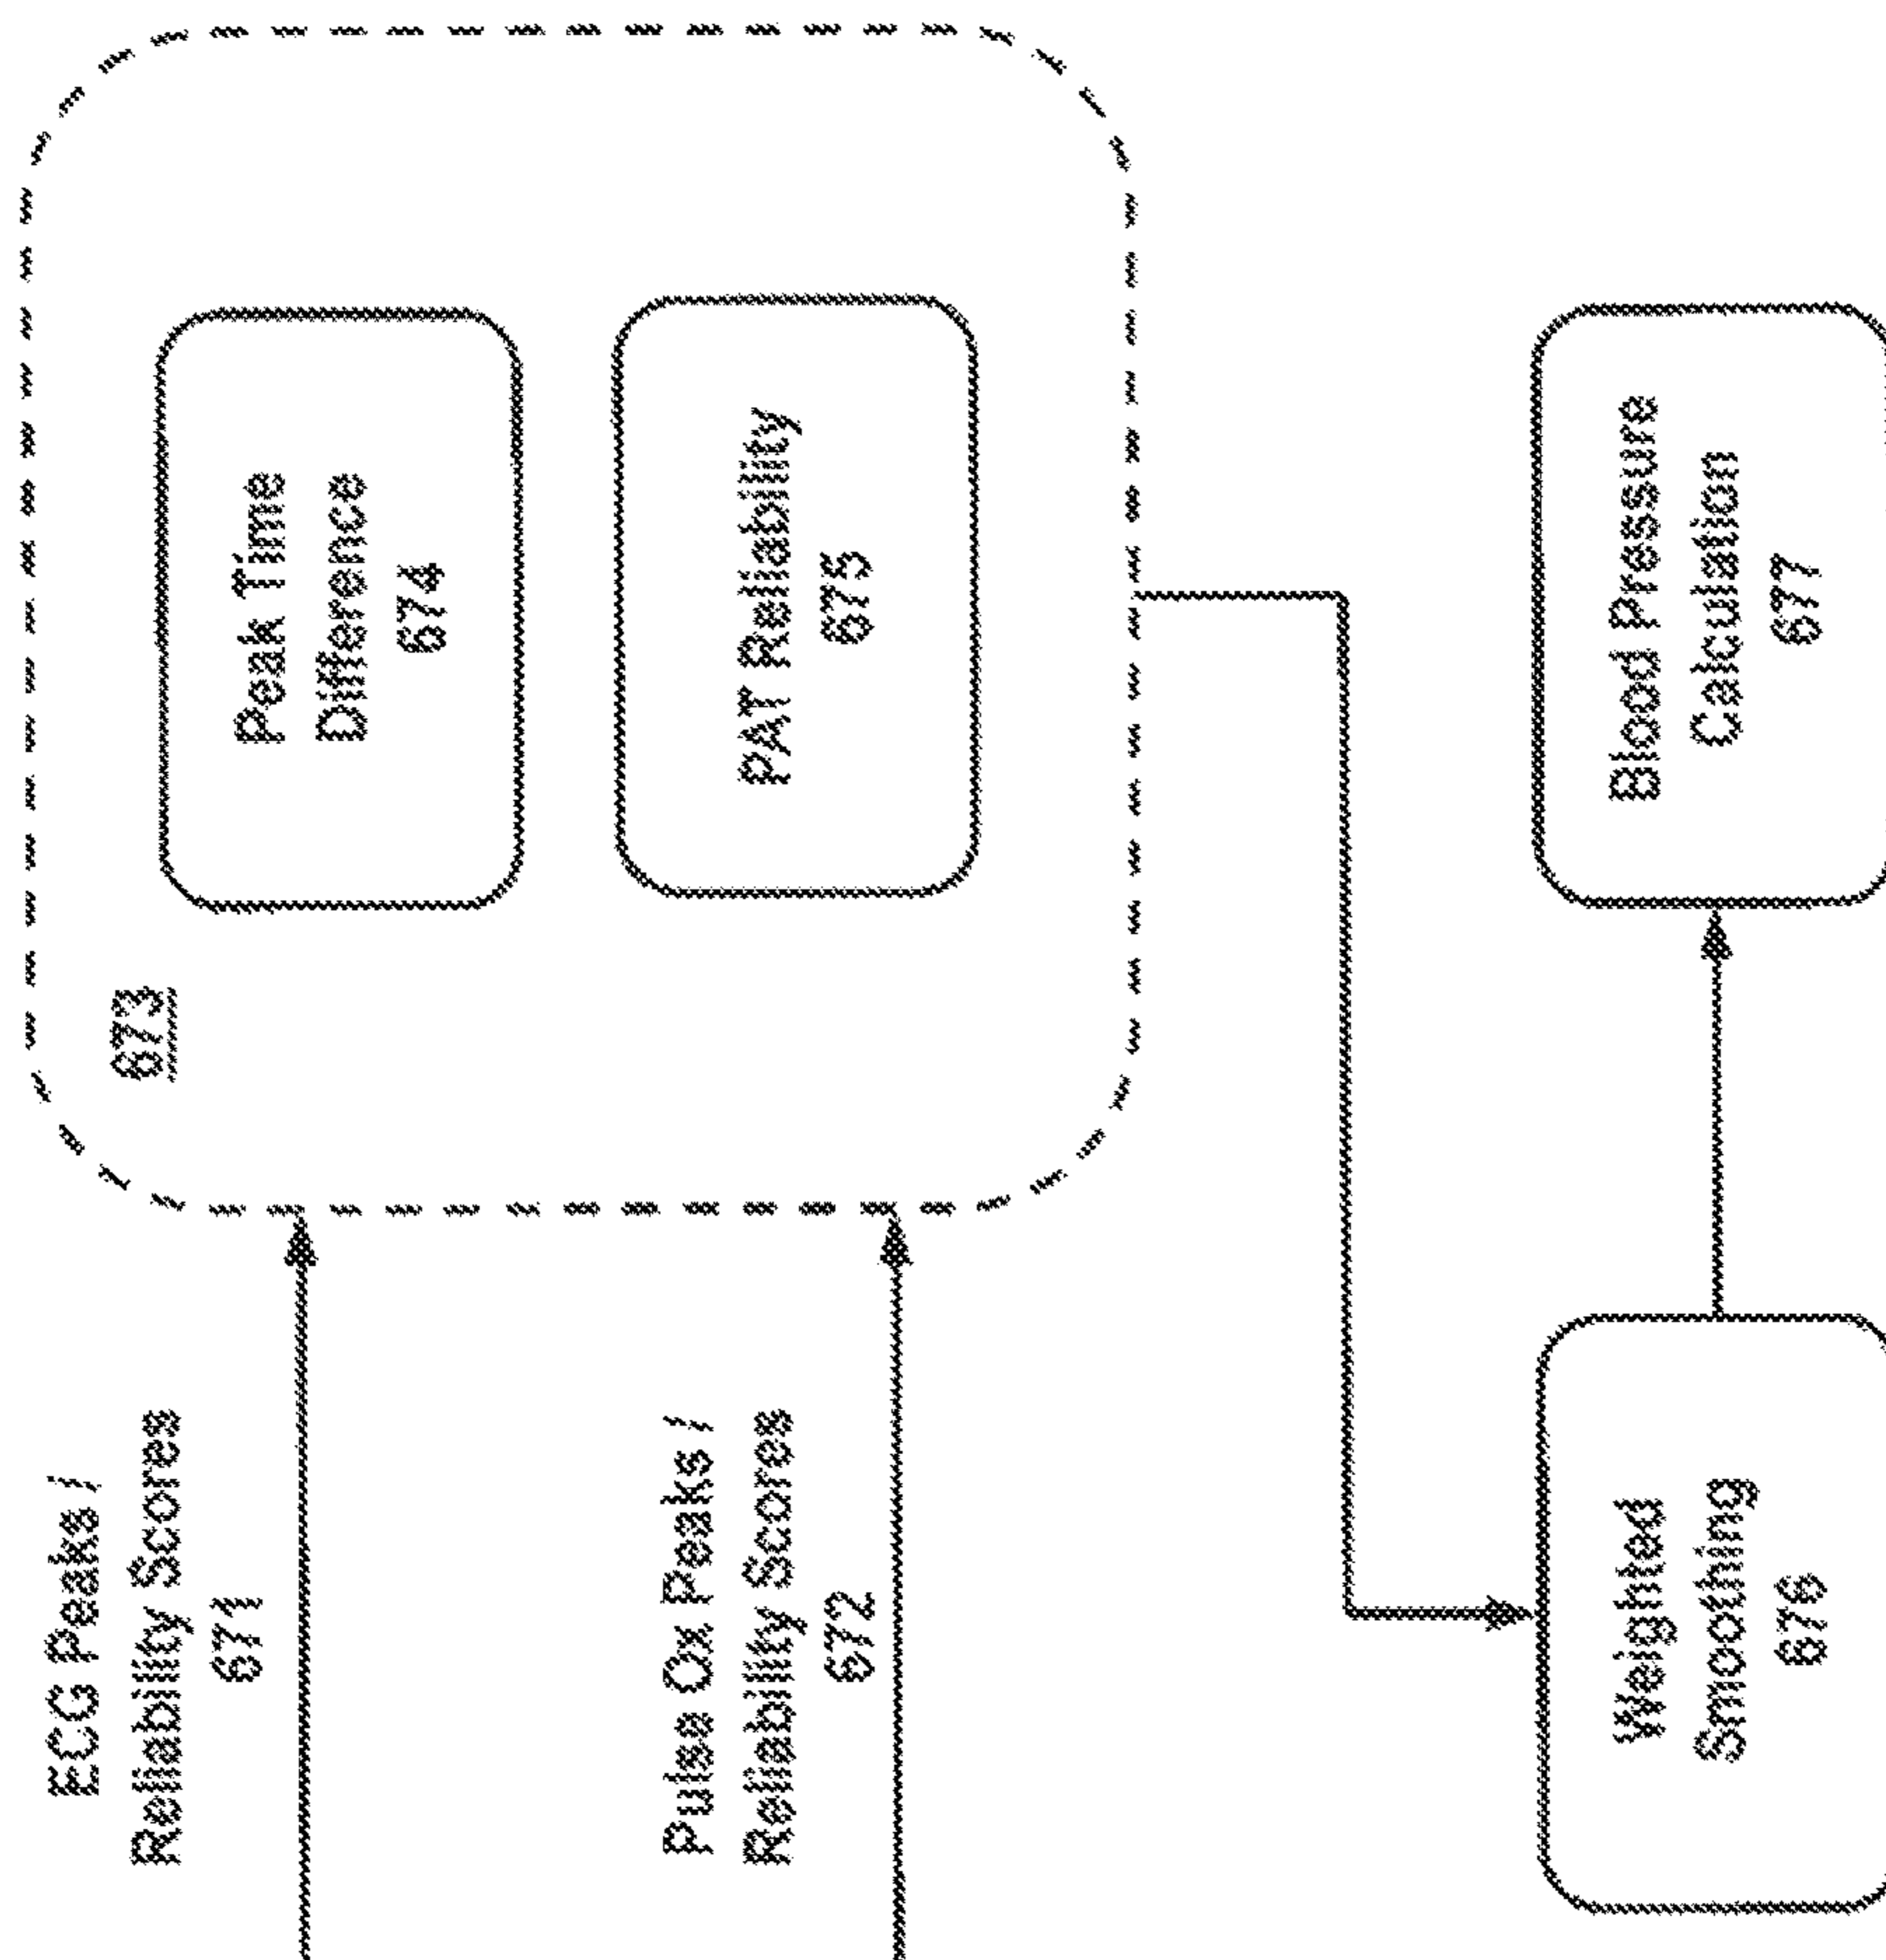 ECG Peaks /
Reliability Scores
671
Pulse Ox Peaks /
Reliability Scores
672
673
Peak Time
Difference
674
PAT Reliability
675
Weighted
Smoothing
676
Blood Pressure
Calculation
677